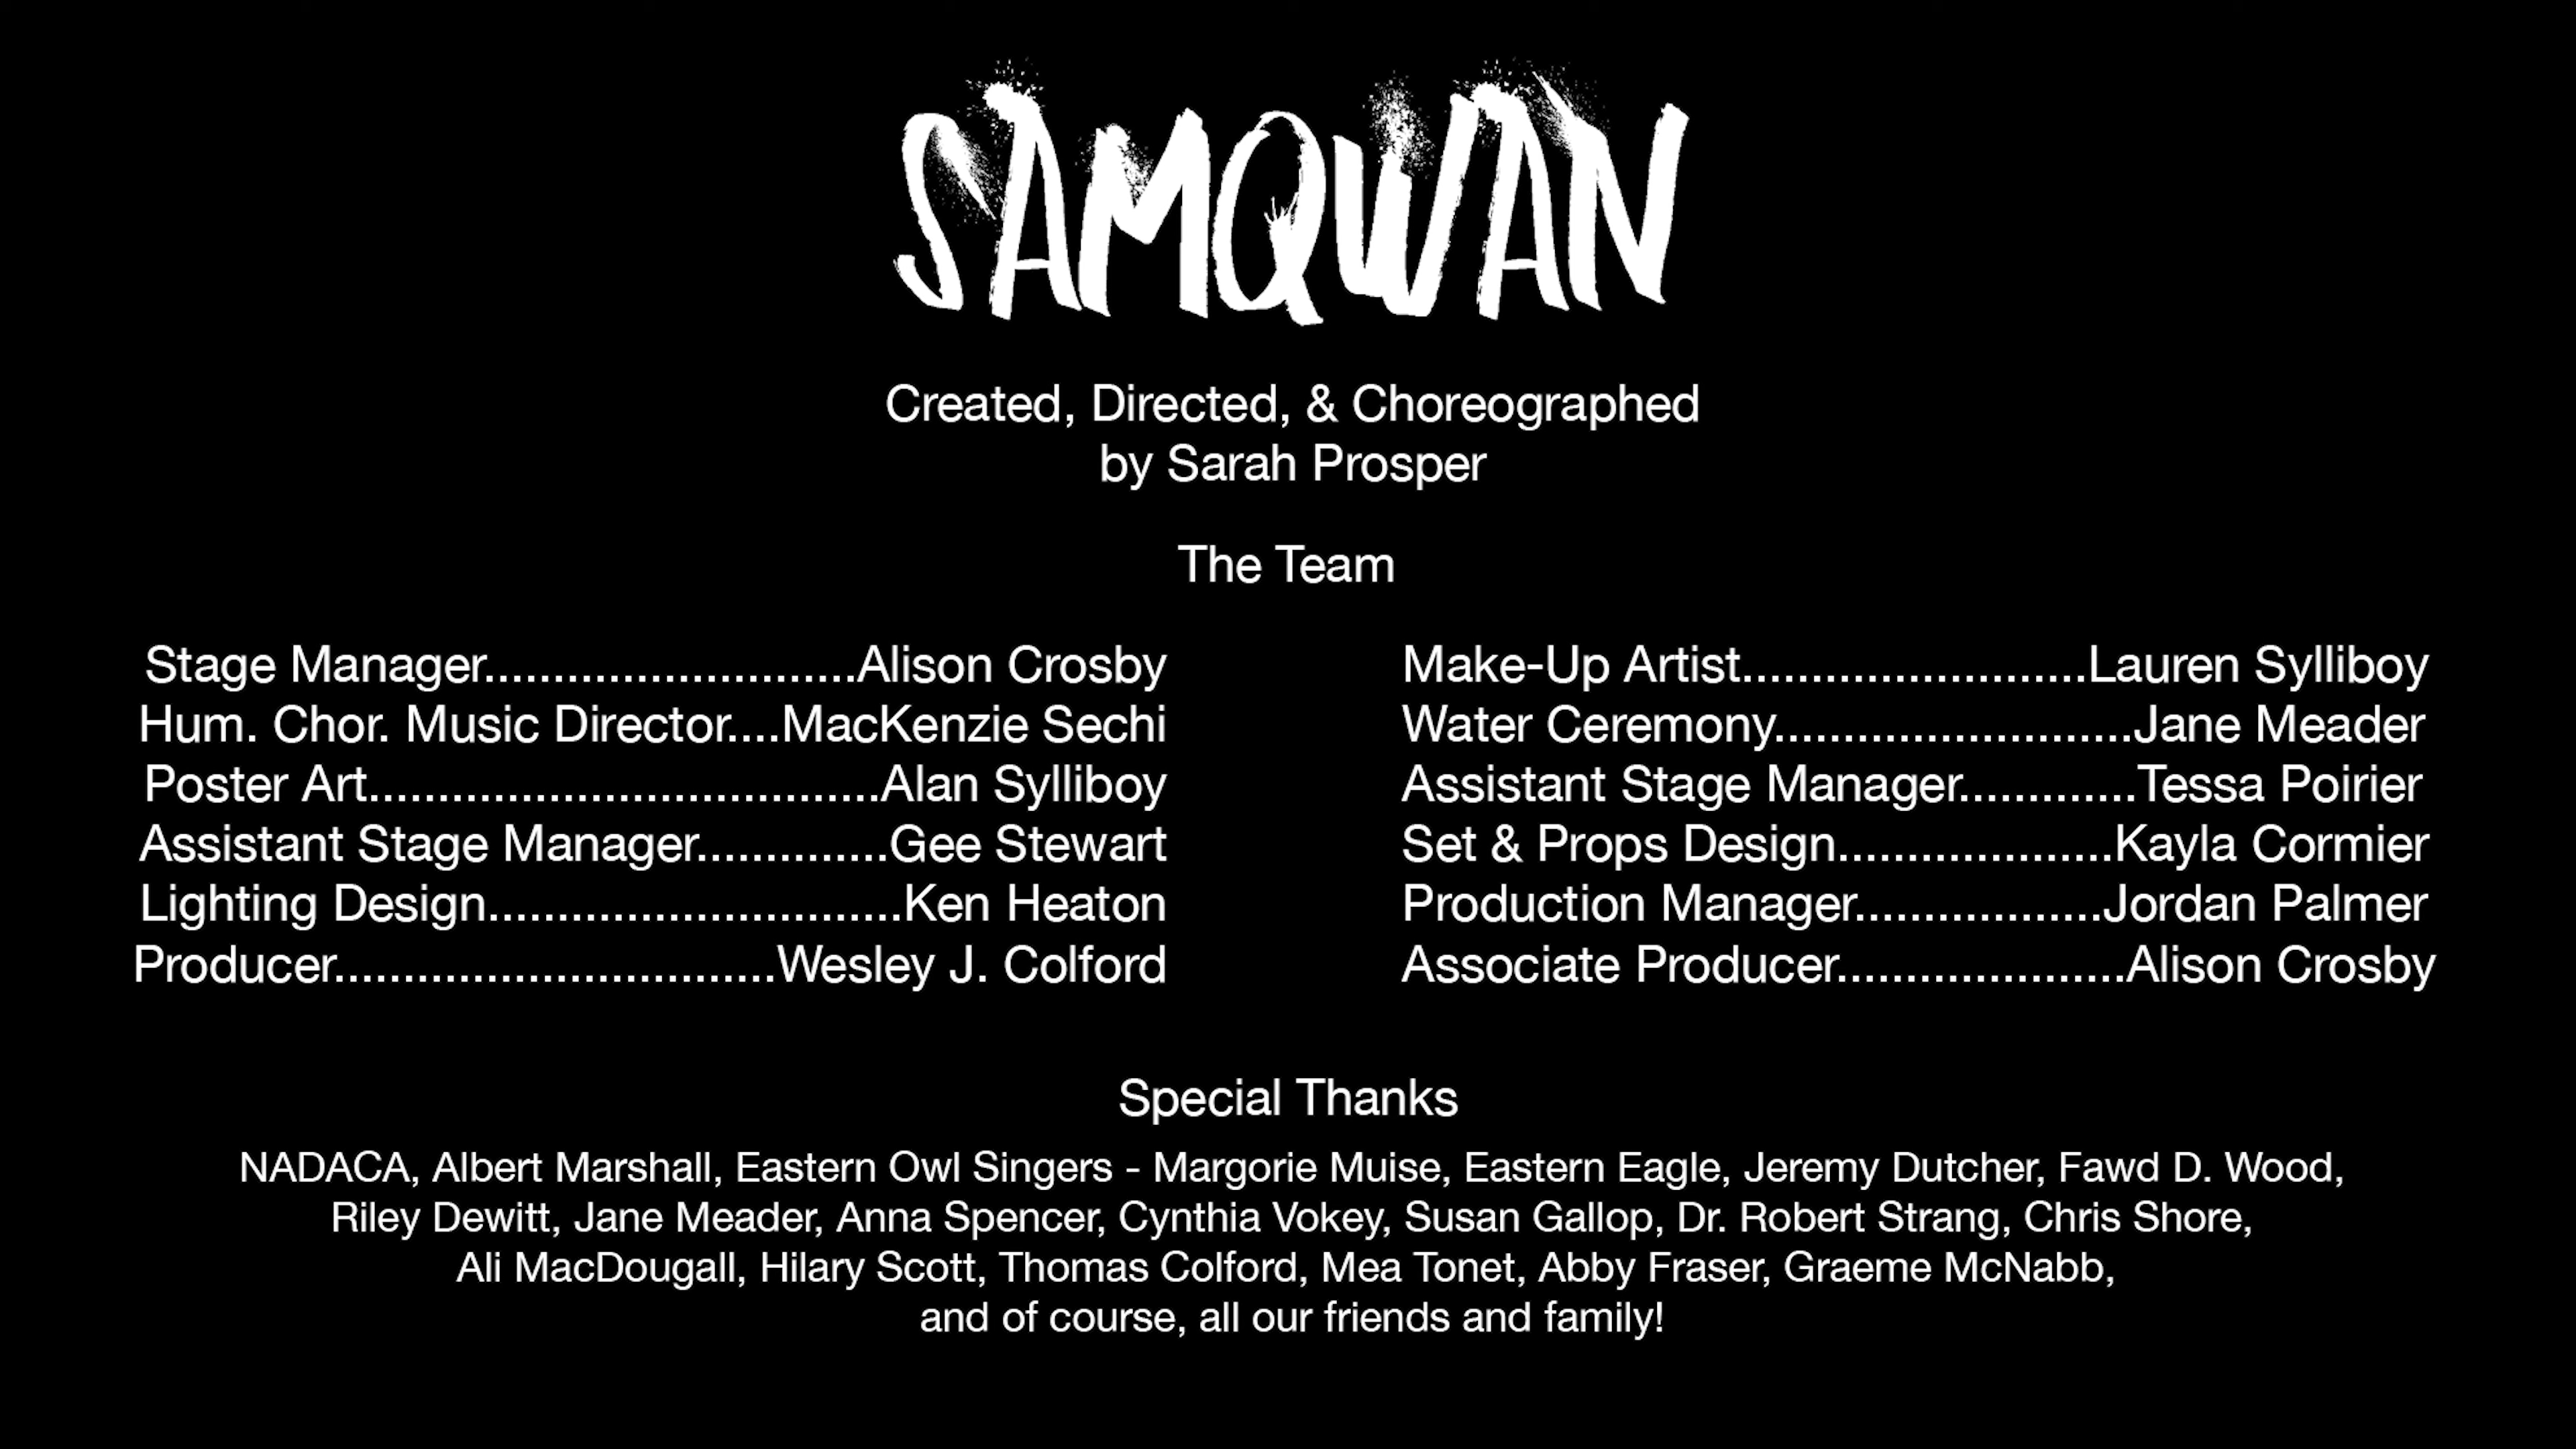 SAMQWAN
Created, Directed, & Choreographed
by Sarah Prosper
The Team
Stage Manager...........................Alison Crosby
Hum. Chor. Music Director....MacKenzie Sechi
Poster Art.....................................Alan Sylliboy
Assistant Stage Manager..............Gee Stewart
Lighting Design..............................Ken Heaton
Producer................................Wesley J. Colford
Make-Up Artist.........................Lauren Sylliboy
Water Ceremony..........................Jane Meader
Assistant Stage Manager.............Tessa Poirier
Set & Props Design....................Kayla Cormier
Production Manager..................Jordan Palmer
Associate Producer.....................Alison Crosby
Special Thanks
NADACA, Albert Marshall, Eastern Owl Singers - Margorie Muise, Eastern Eagle, Jeremy Dutcher, Fawd D. Wood,
Riley Dewitt, Jane Meader, Anna Spencer, Cynthia Vokey, Susan Gallop, Dr. Robert Strang, Chris Shore,
Ali MacDougall, Hilary Scott, Thomas Colford, Mea Tonet, Abby Fraser, Graeme McNabb,
and of course, all our friends and family!